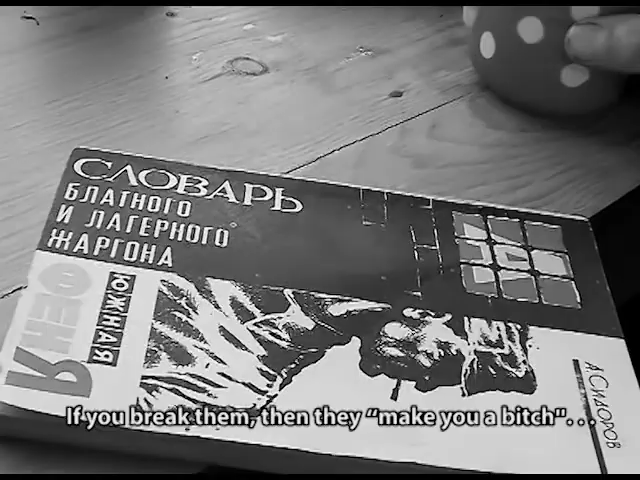 СЛОВАРЬ
БЛАТНОГО
И ЛАГЕРНОГО
ЖАРГОНА
ЮЖНАЯ
ФЕНЯ
А. СИДОРОВ
If you break them, then they “make you a bitch”. . .